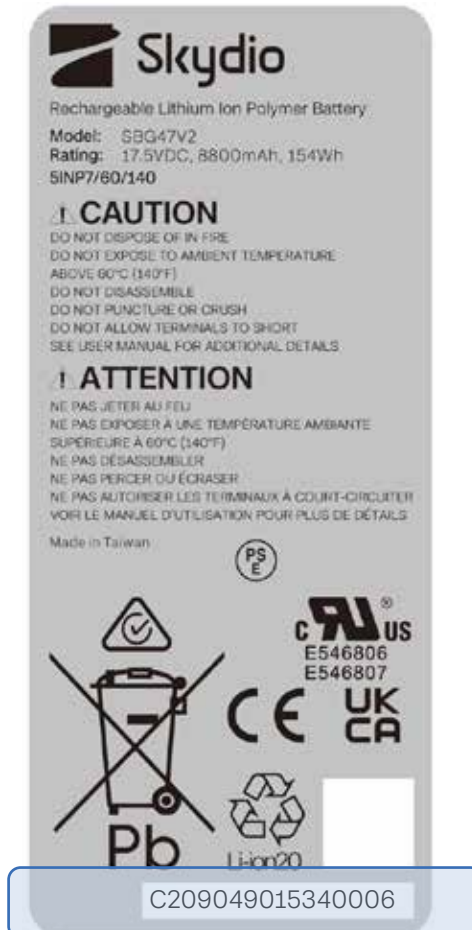 Skydio
Rechargeable Lithium Ion Polymer Battery
Model: SBG47V2
Rating: 17.5VDC, 8800mAh, 154Wh
5INP7/60/140
! CAUTION
DO NOT DISPOSE OF IN FIRE
DO NOT EXPOSE TO AMBIENT TEMPERATURE
ABOVE 60°C (140°F)
DO NOT DISASSEMBLE
DO NOT PUNCTURE OR CRUSH
DO NOT ALLOW TERMINALS TO SHORT
SEE USER MANUAL FOR ADDITIONAL DETAILS
! ATTENTION
NE PAS JETER AU FEU
NE PAS EXPOSER À UNE TEMPÉRATURE AMBIANTE
SUPÉRIEURE À 60°C (140°F)
NE PAS DÉSASSEMBLER
NE PAS PERCER OU ÉCRASER
NE PAS AUTORISER LES TERMINAUX À COURT-CIRCUITER
VOIR LE MANUEL D'UTILISATION POUR PLUS DE DÉTAILS
Made in Taiwan
PS
E
c RU ® US
E546806
E546807
CE
UK
CA
Pb
Li-ion20
C209049015340006